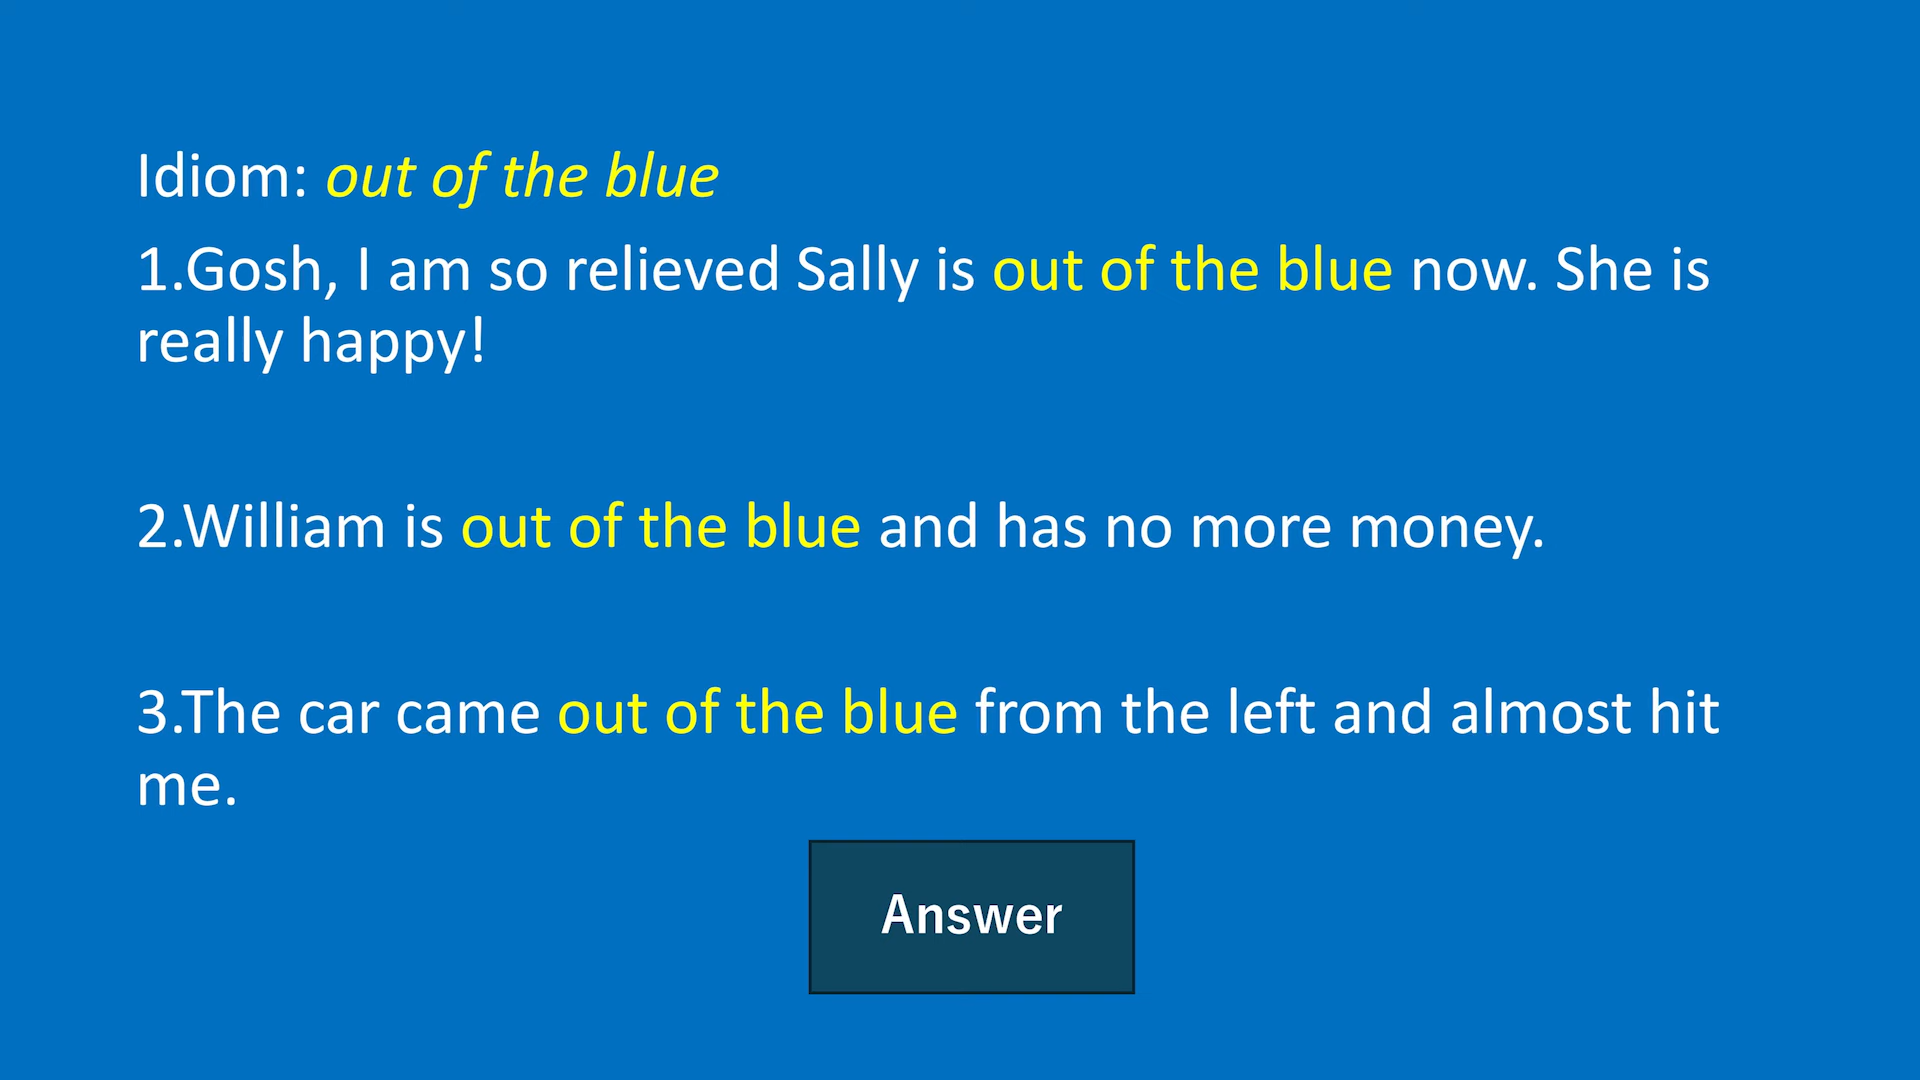 Idiom: out of the blue
1.Gosh, I am so relieved Sally is out of the blue now. She is
really happy!
2.William is out of the blue and has no more money.
3.The car came out of the blue from the left and almost hit
me.
Answer